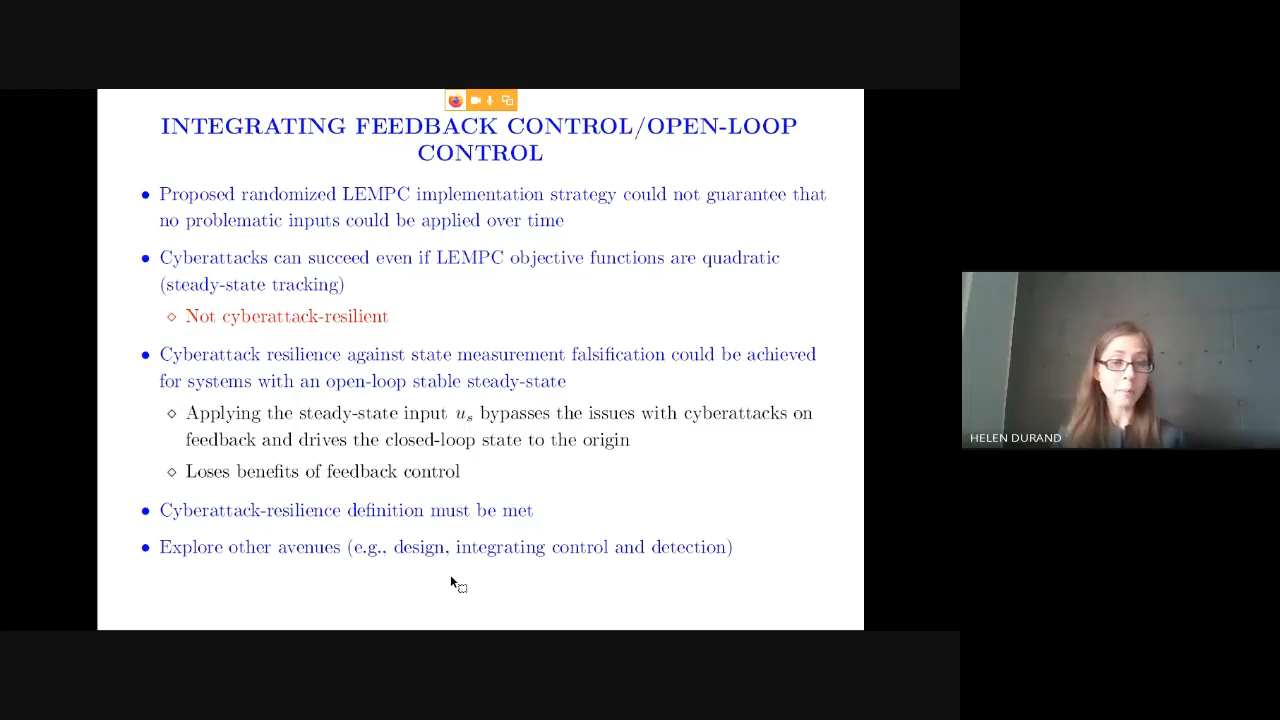 INTEGRATING FEEDBACK CONTROL/OPEN-LOOP
CONTROL
• Proposed randomized LEMPC implementation strategy could not guarantee that
no problematic inputs could be applied over time
• Cyberattacks can succeed even if LEMPC objective functions are quadratic
(steady-state tracking)
⋄ Not cyberattack-resilient
• Cyberattack resilience against state measurement falsification could be achieved
for systems with an open-loop stable steady-state
⋄ Applying the steady-state input u_s bypasses the issues with cyberattacks on
feedback and drives the closed-loop state to the origin
⋄ Loses benefits of feedback control
• Cyberattack-resilience definition must be met
• Explore other avenues (e.g., design, integrating control and detection)
HELEN DURAND